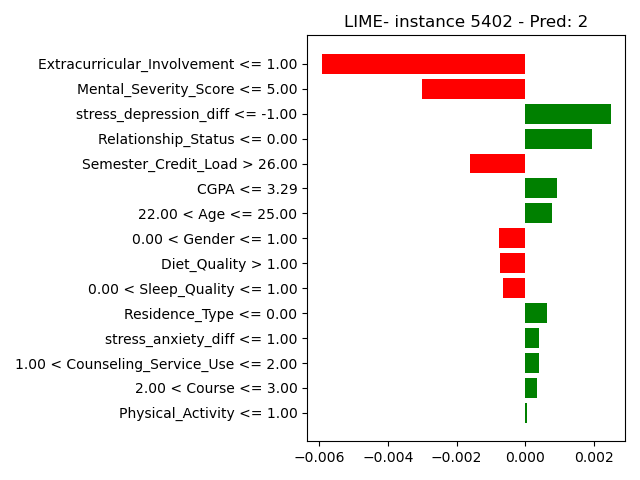 LIME- instance 5402 - Pred: 2
Extracurricular_Involvement <= 1.00
Mental_Severity_Score <= 5.00
stress_depression_diff <= -1.00
Relationship_Status <= 0.00
Semester_Credit_Load > 26.00
CGPA <= 3.29
22.00 < Age <= 25.00
0.00 < Gender <= 1.00
Diet_Quality > 1.00
0.00 < Sleep_Quality <= 1.00
Residence_Type <= 0.00
stress_anxiety_diff <= 1.00
1.00 < Counseling_Service_Use <= 2.00
2.00 < Course <= 3.00
Physical_Activity <= 1.00
−0.006 −0.004 −0.002 0.000 0.002